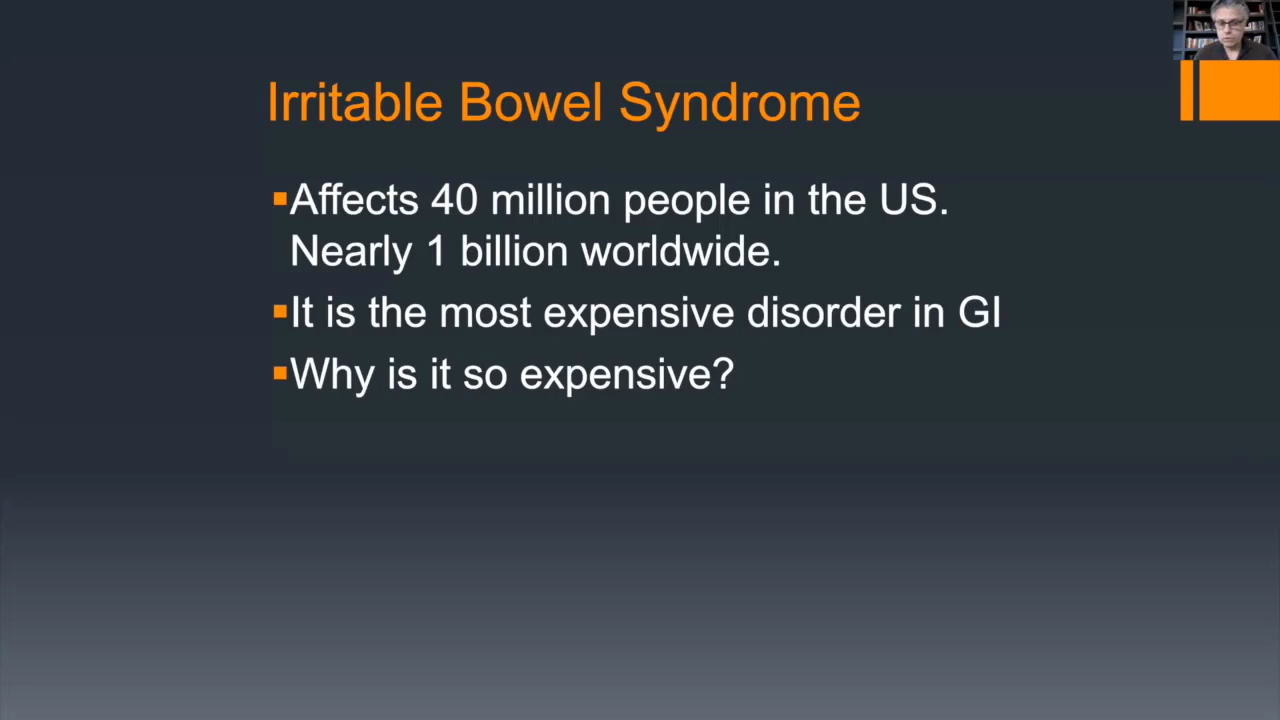 Irritable Bowel Syndrome
▪Affects 40 million people in the US.
Nearly 1 billion worldwide.
▪It is the most expensive disorder in GI
▪Why is it so expensive?